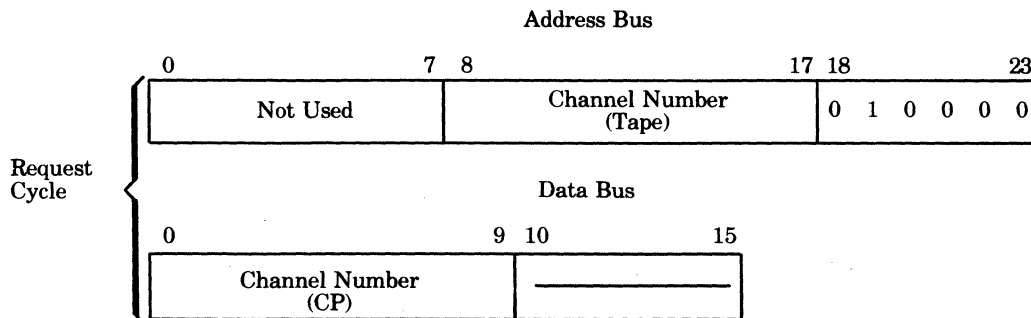 Address Bus
0 7 8 17 18 23
Not Used
Channel Number
(Tape)
0 1 0 0 0 0
Request
Cycle
Data Bus
0 9 10 15
Channel Number
(CP)